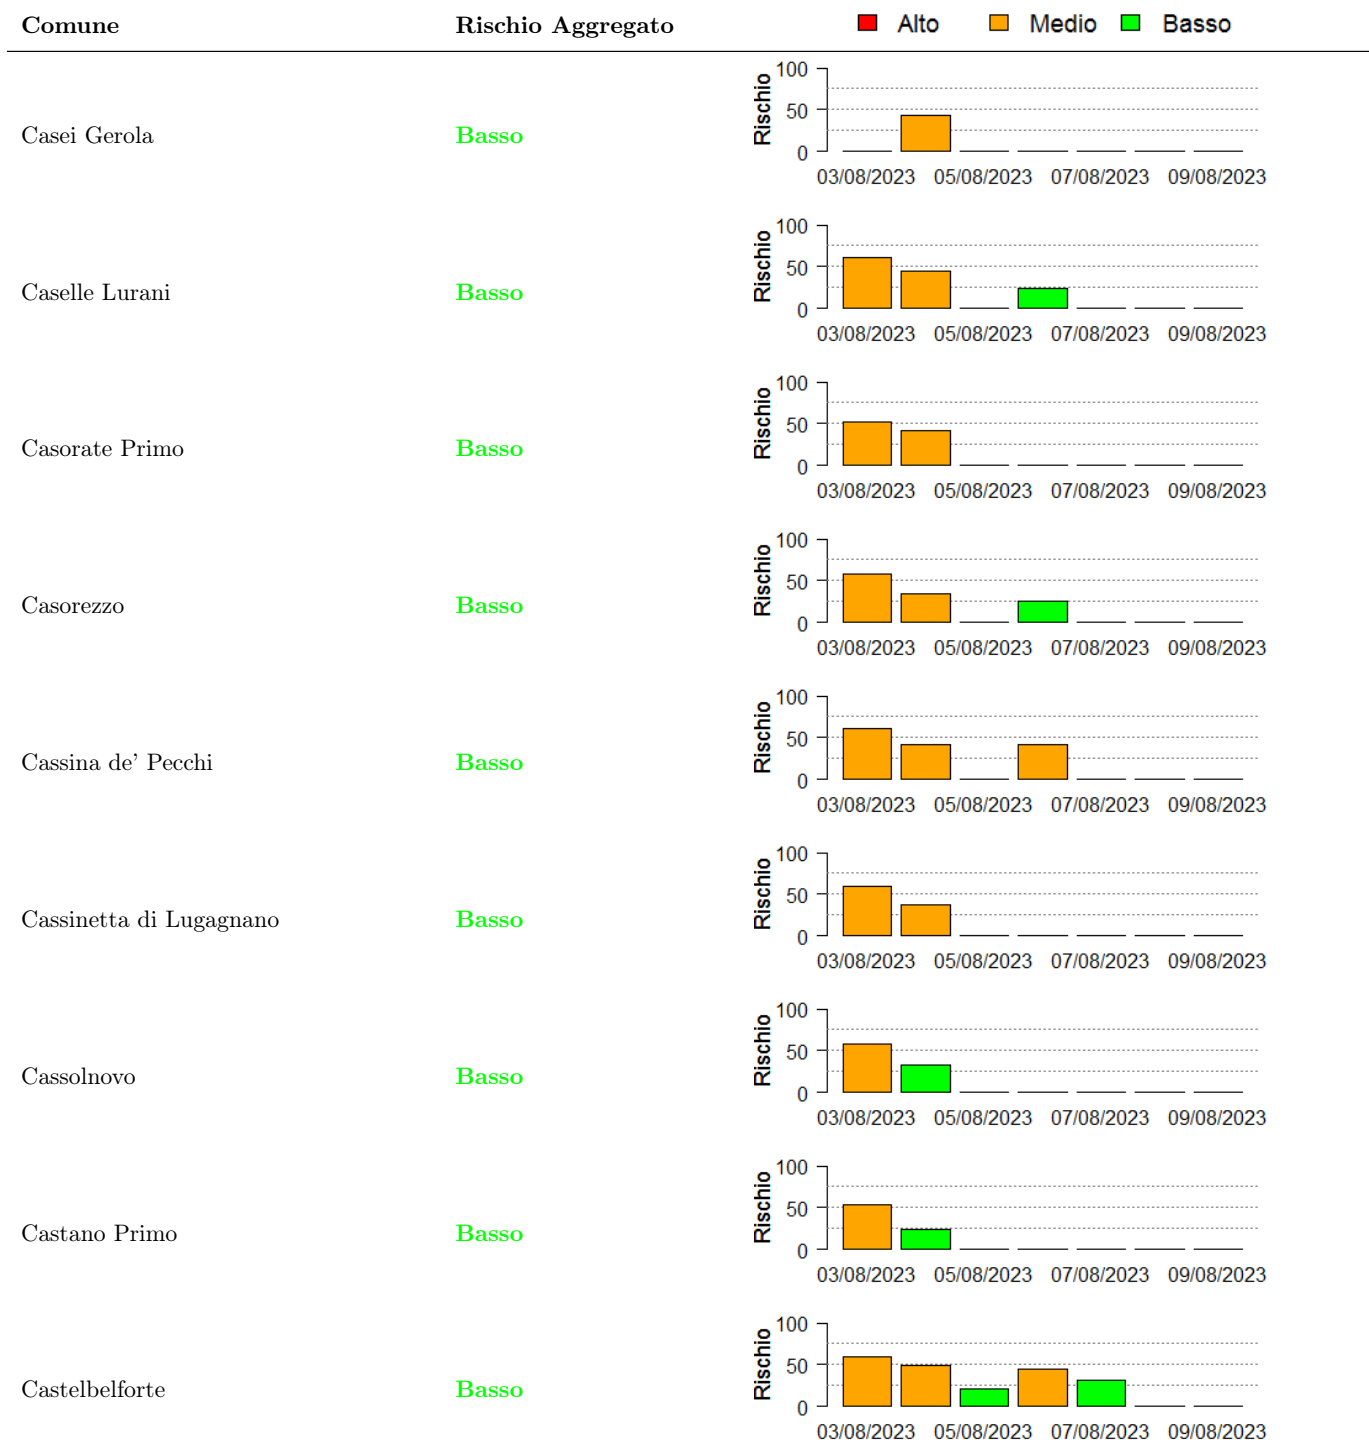 Comune Rischio Aggregato Alto Medio Basso
100
50
0
Rischio
Casei Gerola Basso
03/08/2023 05/08/2023 07/08/2023 09/08/2023
100
50
0
Rischio
Caselle Lurani Basso
03/08/2023 05/08/2023 07/08/2023 09/08/2023
100
50
0
Rischio
Casorate Primo Basso
03/08/2023 05/08/2023 07/08/2023 09/08/2023
100
50
0
Rischio
Casorezzo Basso
03/08/2023 05/08/2023 07/08/2023 09/08/2023
100
50
0
Rischio
Cassina de' Pecchi Basso
03/08/2023 05/08/2023 07/08/2023 09/08/2023
100
50
0
Rischio
Cassinetta di Lugagnano Basso
03/08/2023 05/08/2023 07/08/2023 09/08/2023
100
50
0
Rischio
Cassolnovo Basso
03/08/2023 05/08/2023 07/08/2023 09/08/2023
100
50
0
Rischio
Castano Primo Basso
03/08/2023 05/08/2023 07/08/2023 09/08/2023
100
50
0
Rischio
Castelbelforte Basso
03/08/2023 05/08/2023 07/08/2023 09/08/2023